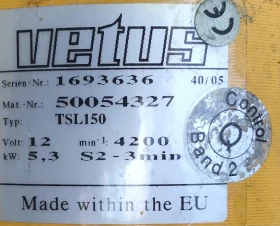 vetus
Serien-Nr.: 1693636 40/05
Mat.-Nr.: 50054327
Typ: TSL150
Volt: 12 min⁻¹: 4200
kW: 5,3 S2-3min
Control
Q
Band 2
Made within the EU
CE